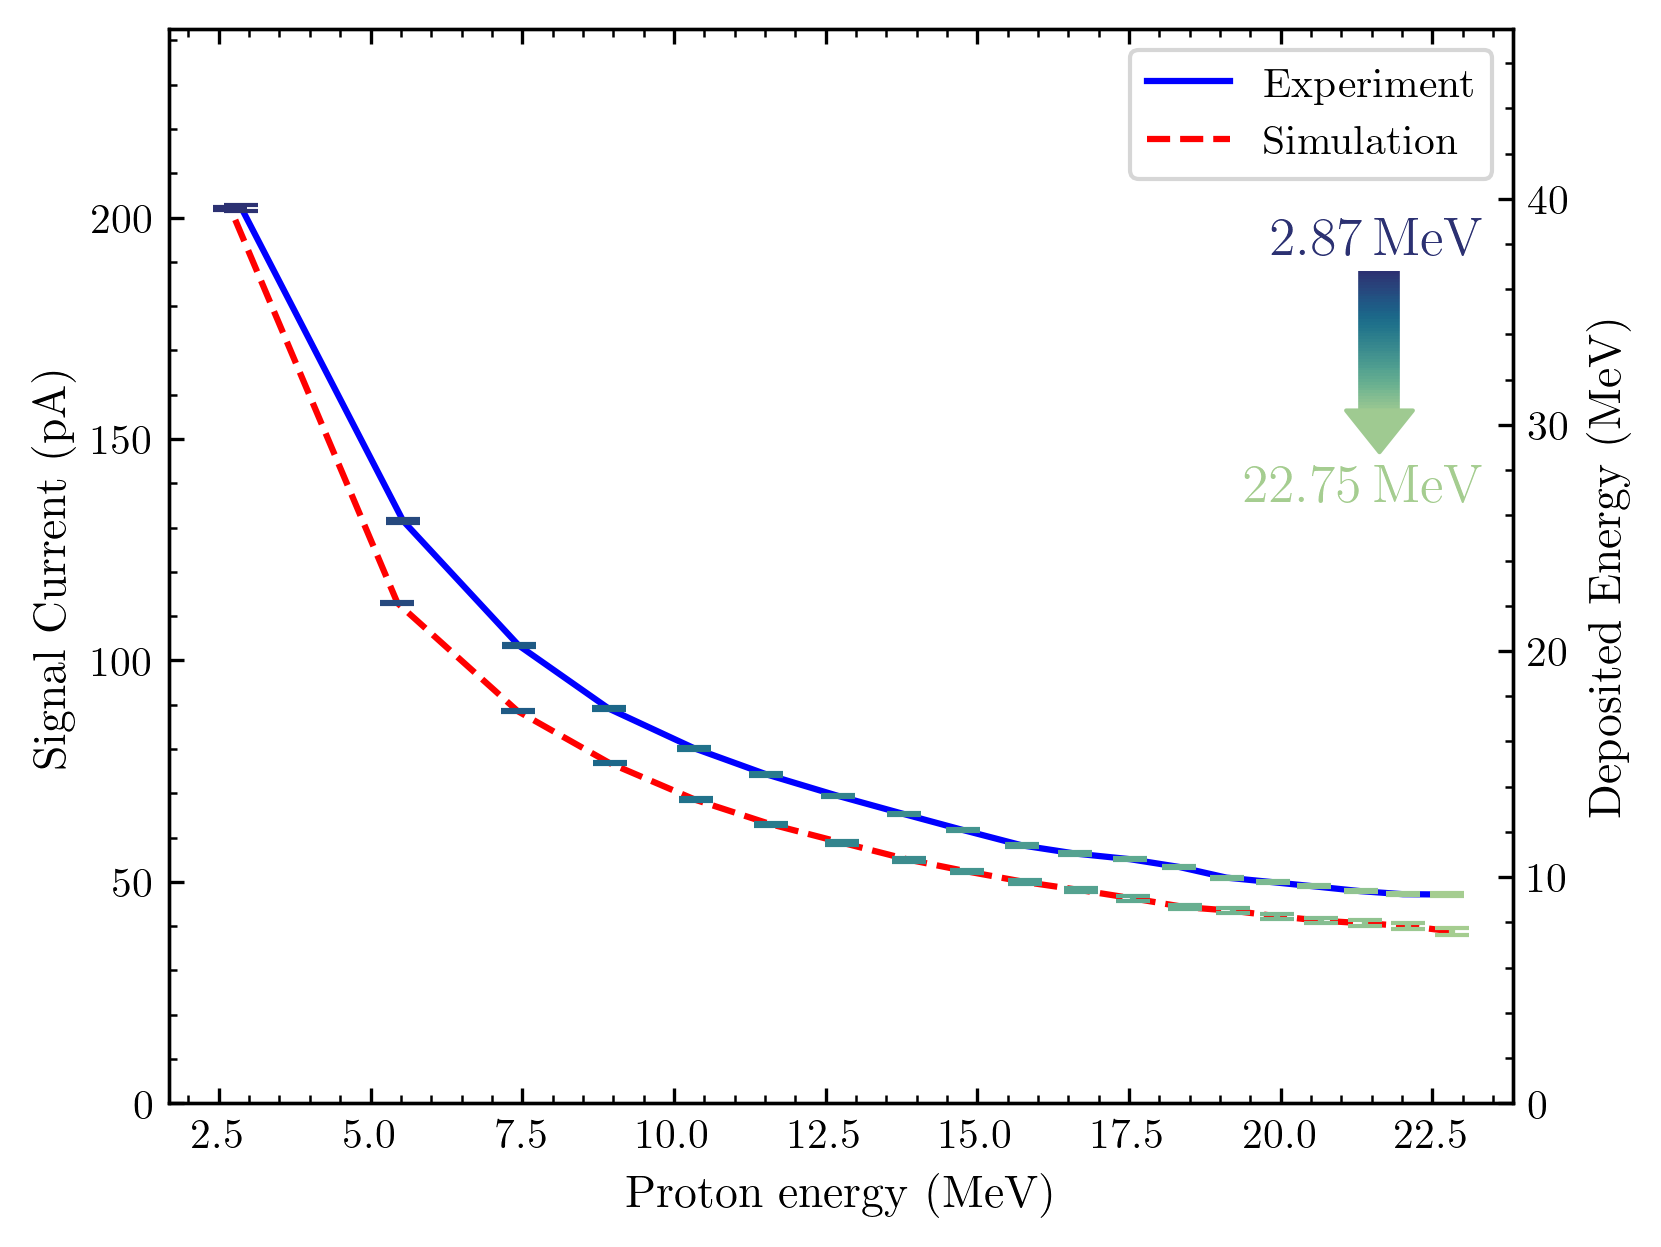 Experiment
Simulation
2.87 MeV
22.75 MeV
Signal Current (pA)
200
150
100
50
0
40
30
20
10
0
Deposited Energy (MeV)
2.5 5.0 7.5 10.0 12.5 15.0 17.5 20.0 22.5
Proton energy (MeV)